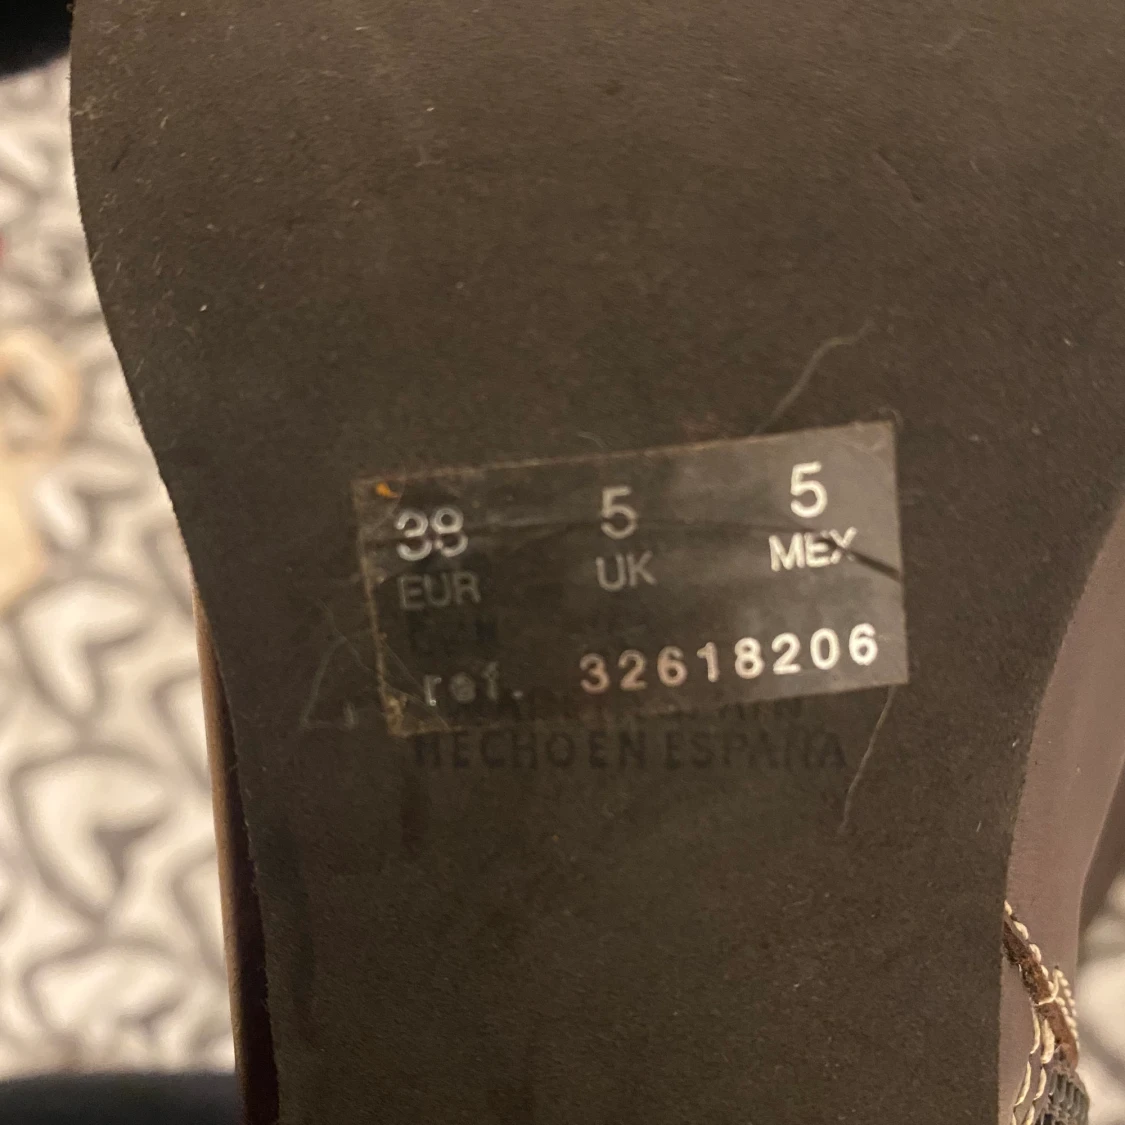 38 5 5
EUR UK MEX
ref. 32618206
HECHO EN ESPAÑA